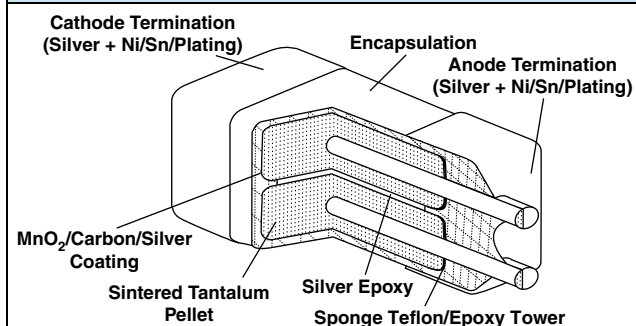 Cathode Termination
(Silver + Ni/Sn/Plating)
Encapsulation
Anode Termination
(Silver + Ni/Sn/Plating)
MnO₂/Carbon/Silver
Coating
Sintered Tantalum
Pellet
Silver Epoxy
Sponge Teflon/Epoxy Tower